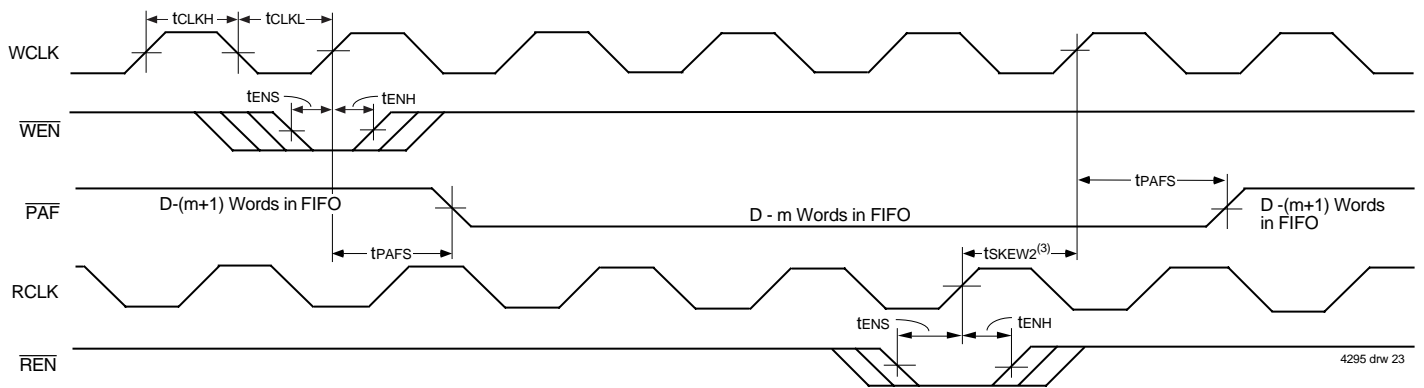 tCLKH tCLKL
WCLK
tENS tENH
WEN
D-(m+1) Words in FIFO
tPAFS
D -(m+1) Words
in FIFO
PAF
D - m Words in FIFO
tPAFS
tSKEW2(3)
RCLK
tENS tENH
REN
4295 drw 23